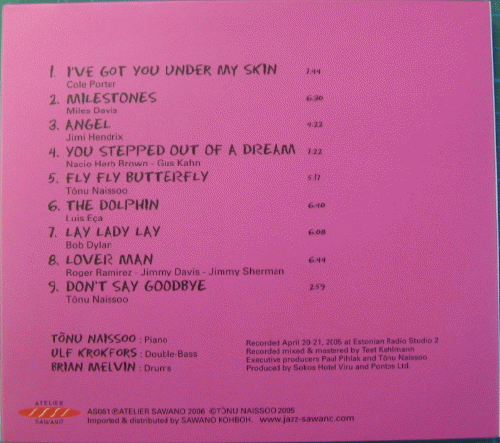 1. I'VE GOT YOU UNDER MY SKIN 7:44
Cole Porter
2. MILESTONES 6:30
Miles Davis
3. ANGEL 4:22
Jimi Hendrix
4. YOU STEPPED OUT OF A DREAM 7:22
Nacio Herb Brown - Gus Kahn
5. FLY FLY BUTTERFLY 5:17
Tõnu Naissoo
6. THE DOLPHIN 6:40
Luis Eça
7. LAY LADY LAY 6:08
Bob Dylan
8. LOVER MAN 6:44
Roger Ramirez - Jimmy Davis - Jimmy Sherman
9. DON'T SAY GOODBYE 2:59
Tõnu Naissoo
TÕNU NAISSOO : Piano
ULF KROKFORS : Double-Bass
BRIAN MELVIN : Drums
Recorded April 20-21, 2005 at Estonian Radio Studio 2
Recorded mixed & mastered by Teet Kehlmann
Executive producers Paul Pihlak and Tõnu Naissoo
Produced by Sokos Hotel Viru and Pontos Ltd.
ATELIER
SAWANO
AS061 ℗ATELIER SAWANO 2006 ©TÕNU NAISSOO 2005
Imported & distributed by SAWANO KOHBOH. www.jazz-sawano.com